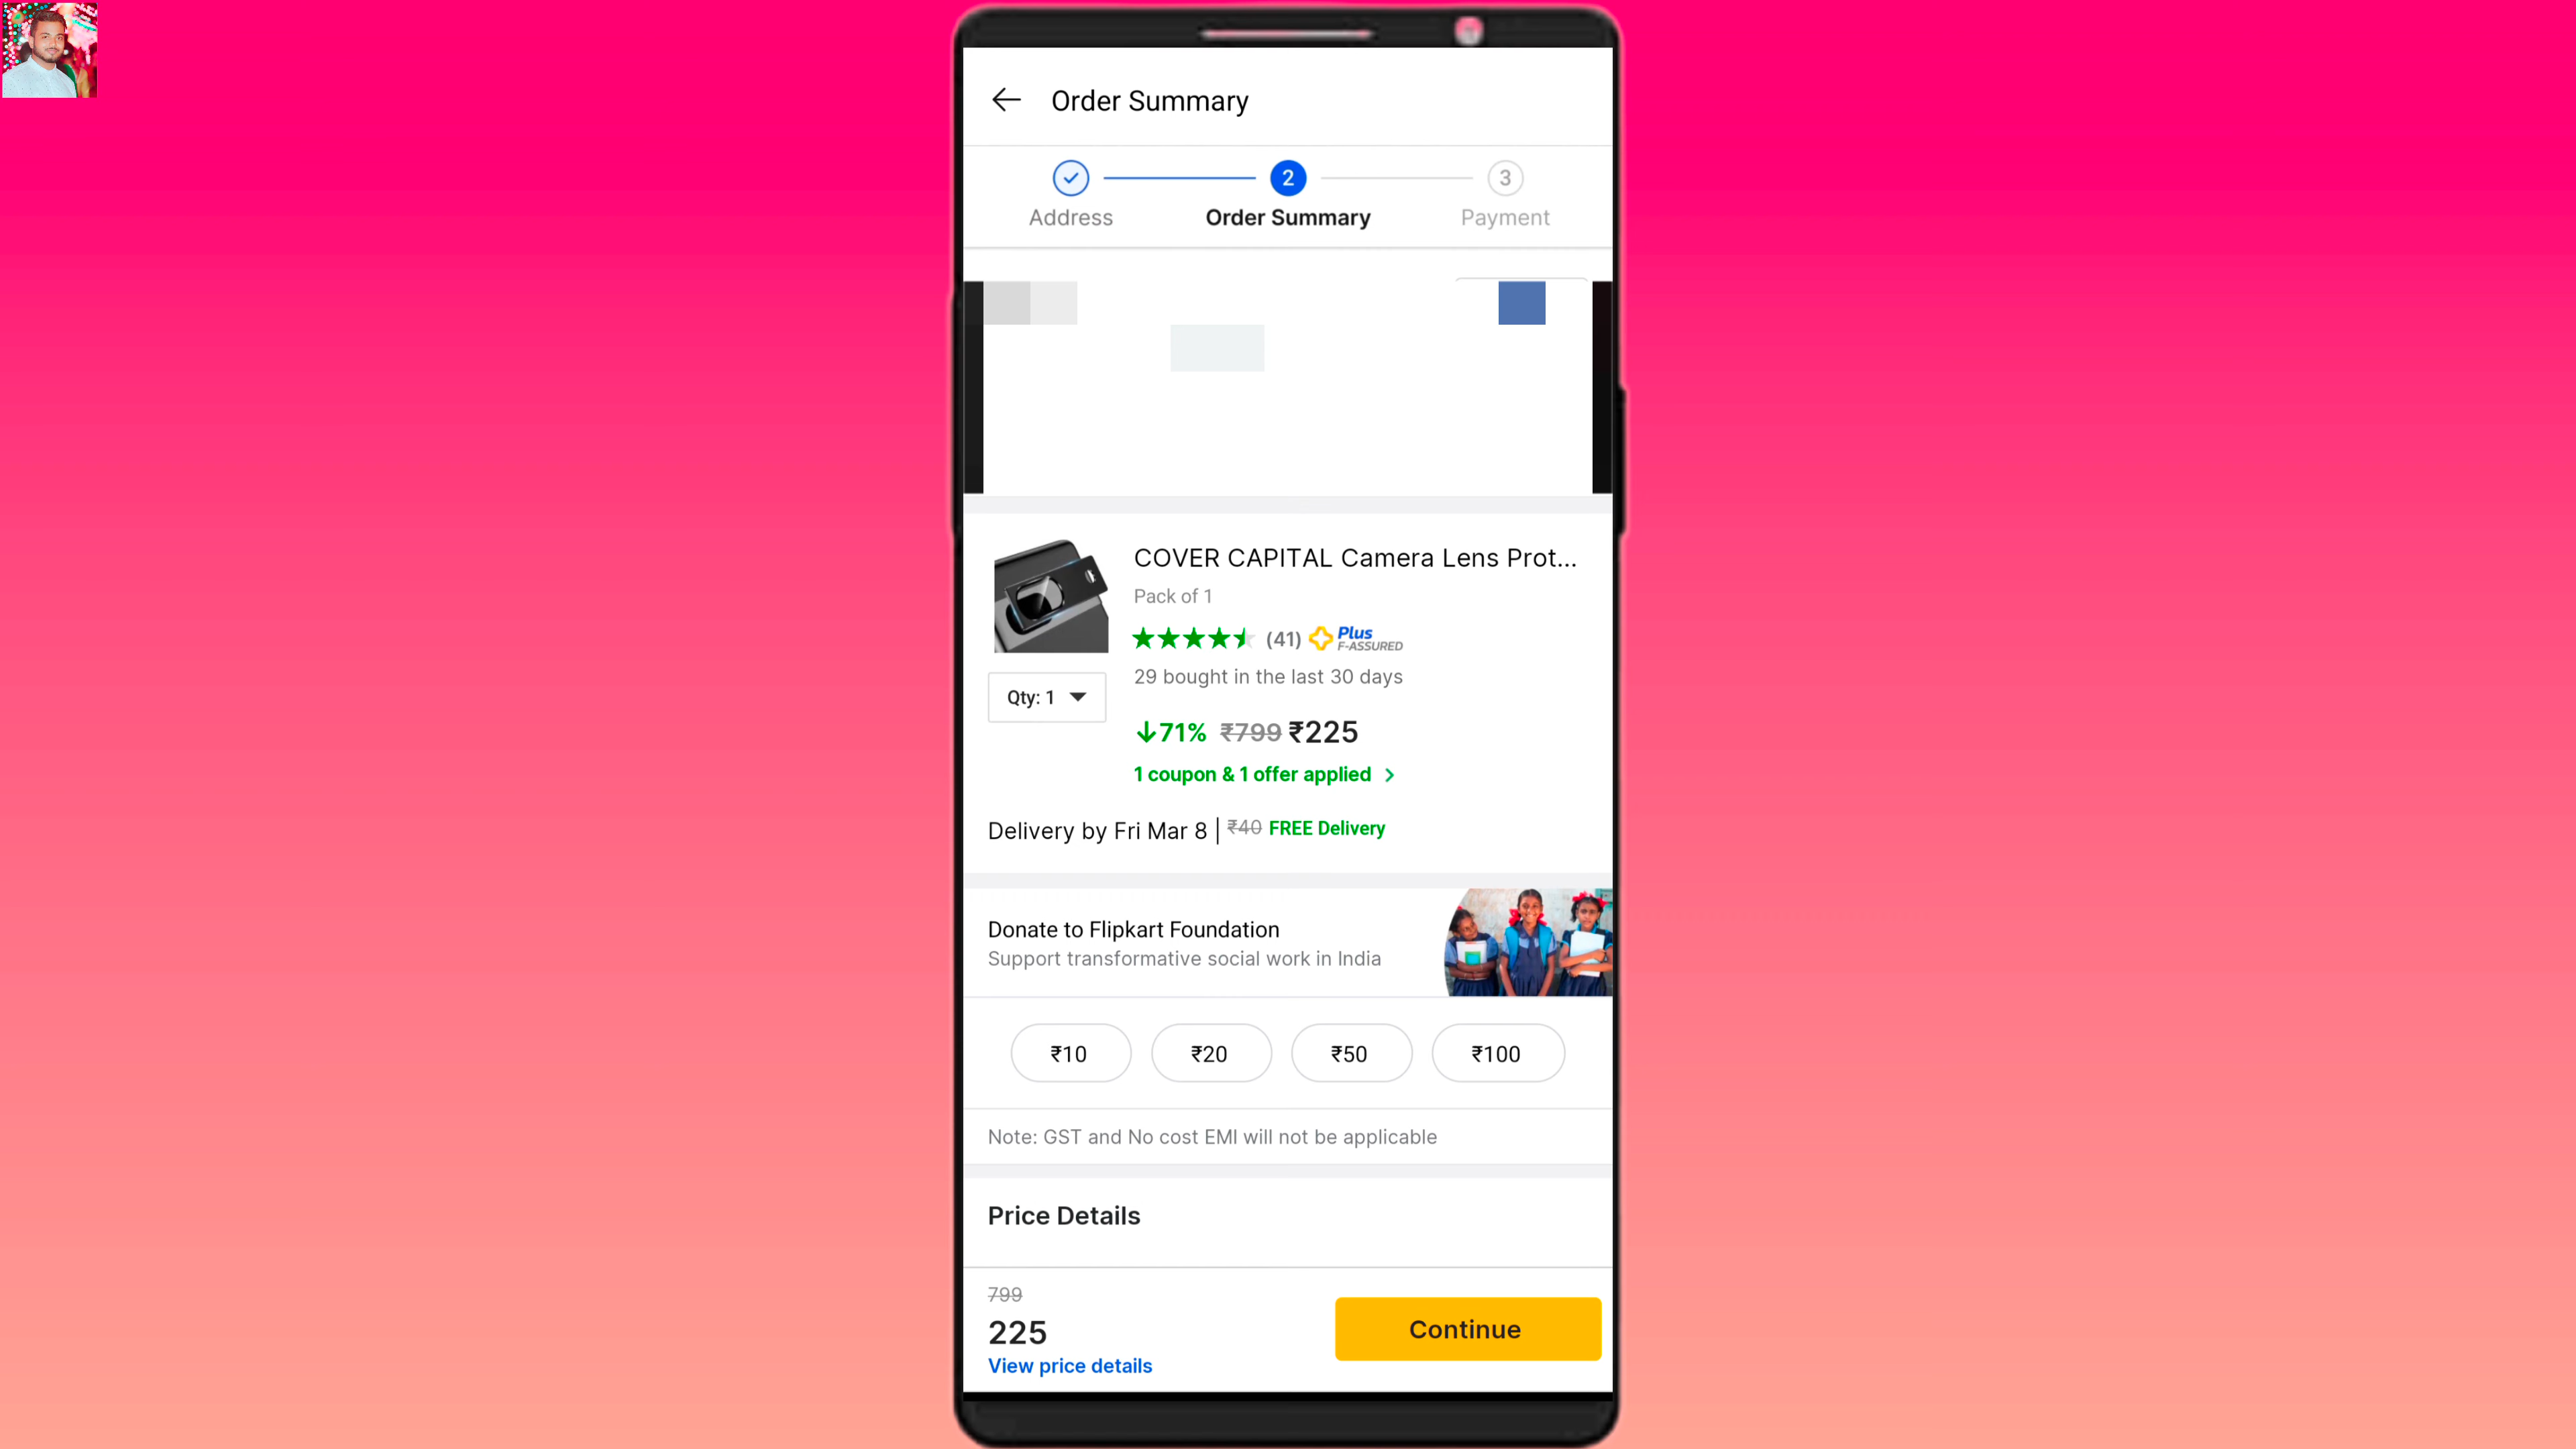 Order Summary
2
3
Address
Order Summary
Payment
COVER CAPITAL Camera Lens Prot...
Pack of 1
(41) Plus
F-ASSURED
29 bought in the last 30 days
Qty: 1
↓71% ₹799 ₹225
1 coupon & 1 offer applied >
Delivery by Fri Mar 8 | ₹40 FREE Delivery
Donate to Flipkart Foundation
Support transformative social work in India
₹10
₹20
₹50
₹100
Note: GST and No cost EMI will not be applicable
Price Details
799
225
Continue
View price details